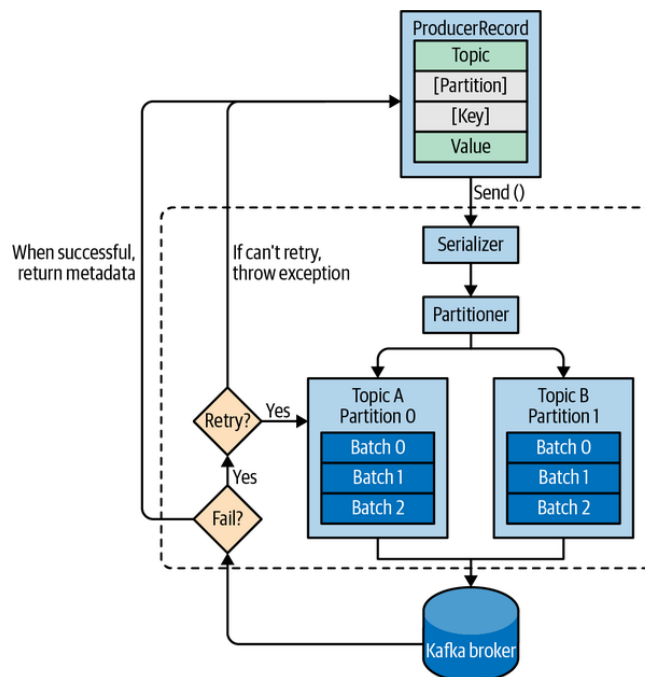 ProducerRecord
Topic
[Partition]
[Key]
Value
Send ()
When successful,
return metadata
If can't retry,
throw exception
Serializer
Partitioner
Topic A
Partition 0
Batch 0
Batch 1
Batch 2
Topic B
Partition 1
Batch 0
Batch 1
Batch 2
Retry?
Yes
Yes
Fail?
Kafka broker